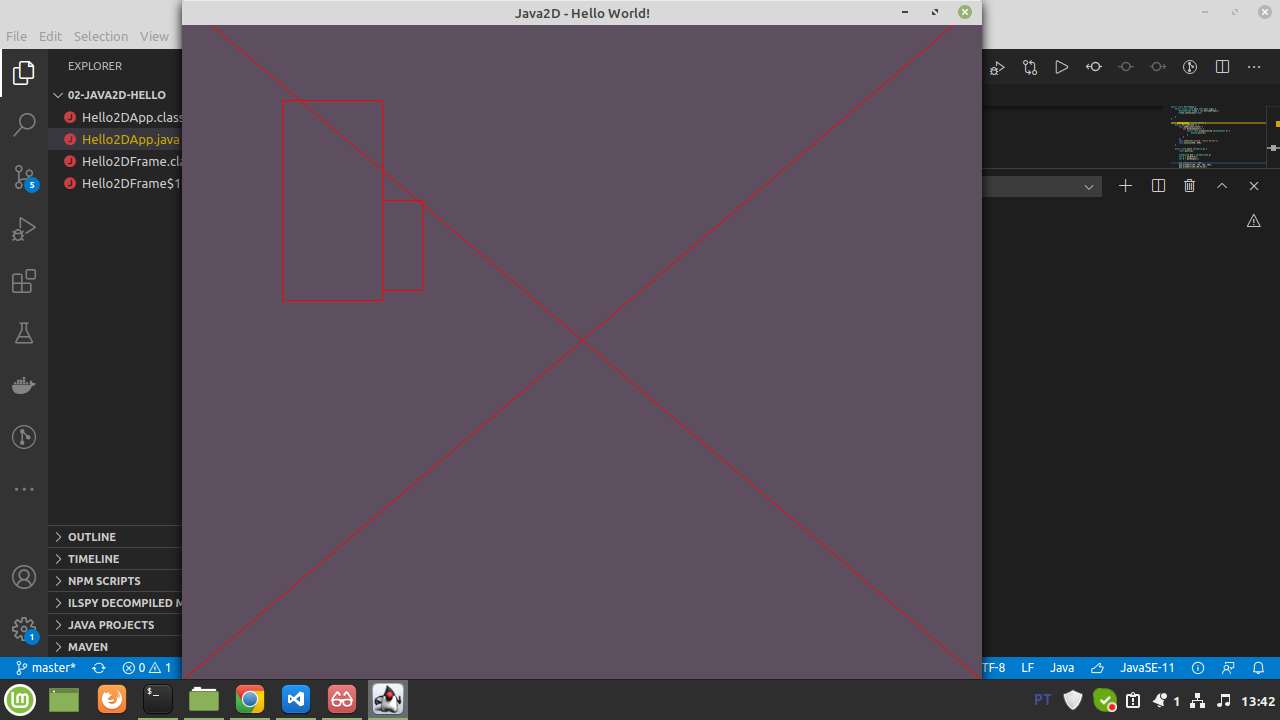 Java2D - Hello World!
File Edit Selection View
EXPLORER
02-JAVA2D-HELLO
Hello2DApp.class
Hello2DApp.java
Hello2DFrame.cla
Hello2DFrame$1
5
OUTLINE
TIMELINE
NPM SCRIPTS
ILSPY DECOMPILED M
JAVA PROJECTS
MAVEN
1
master* 0 1 TF-8 LF Java JavaSE-11
$_ PT 1 13:42